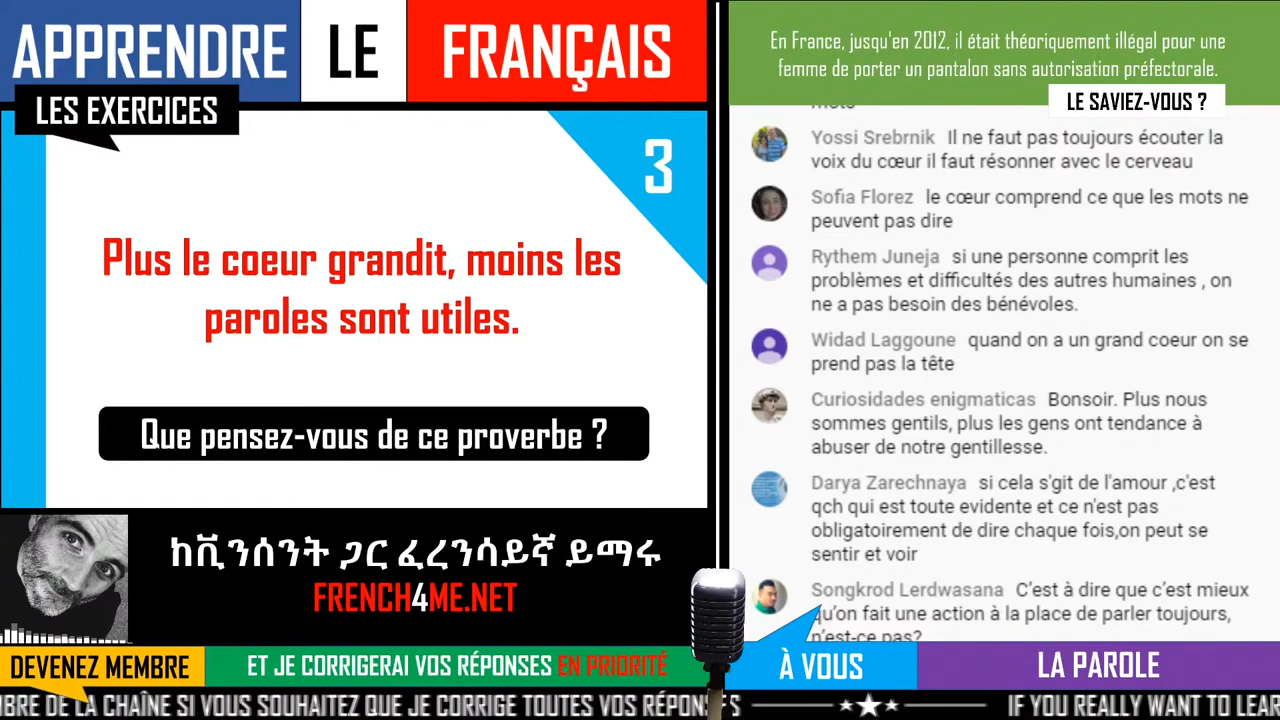 APPRENDRE LE FRANÇAIS
LES EXERCICES
3
Plus le coeur grandit, moins les
paroles sont utiles.
Que pensez-vous de ce proverbe ?
ከቪንሰንት ጋር ፈረንሳይኛ ይማሩ
FRENCH4ME.NET
DEVENEZ MEMBRE
ET JE CORRIGERAI VOS RÉPONSES EN PRIORITÉ
En France, jusqu'en 2012, il était théoriquement illégal pour une
femme de porter un pantalon sans autorisation préfectorale.
LE SAVIEZ-VOUS ?
Yossi Srebrnik Il ne faut pas toujours écouter la
voix du cœur il faut résonner avec le cerveau
Sofia Florez le cœur comprend ce que les mots ne
peuvent pas dire
Rythem Juneja si une personne comprit les
problèmes et difficultés des autres humaines , on
ne a pas besoin des bénévoles.
Widad Laggoune quand on a un grand coeur on se
prend pas la tête
Curiosidades enigmaticas Bonsoir. Plus nous
sommes gentils, plus les gens ont tendance à
abuser de notre gentillesse.
Darya Zarechnaya si cela s'git de l'amour ,c'est
qch qui est toute evidente et ce n'est pas
obligatoirement de dire chaque fois,on peut se
sentir et voir
Songkrod Lerdwasana C'est à dire que c'est mieux
qu'on fait une action à la place de parler toujours,
n'est-ce pas?
À VOUS
LA PAROLE
BRE DE LA CHAÎNE SI VOUS SOUHAITEZ QUE JE CORRIGE TOUTES VOS RÉPONSES
IF YOU REALLY WANT TO LEAR